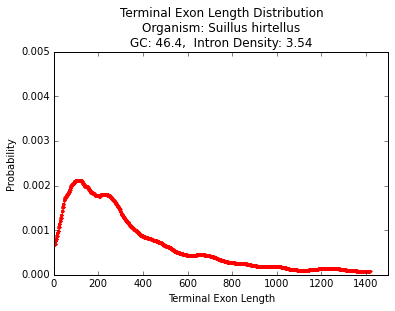 Terminal Exon Length Distribution
Organism: Suillus hirtellus
GC: 46.4,  Intron Density: 3.54
0.005
0.004
0.003
0.002
0.001
0.000
Probability
0
200
400
600
800
1000
1200
1400
Terminal Exon Length